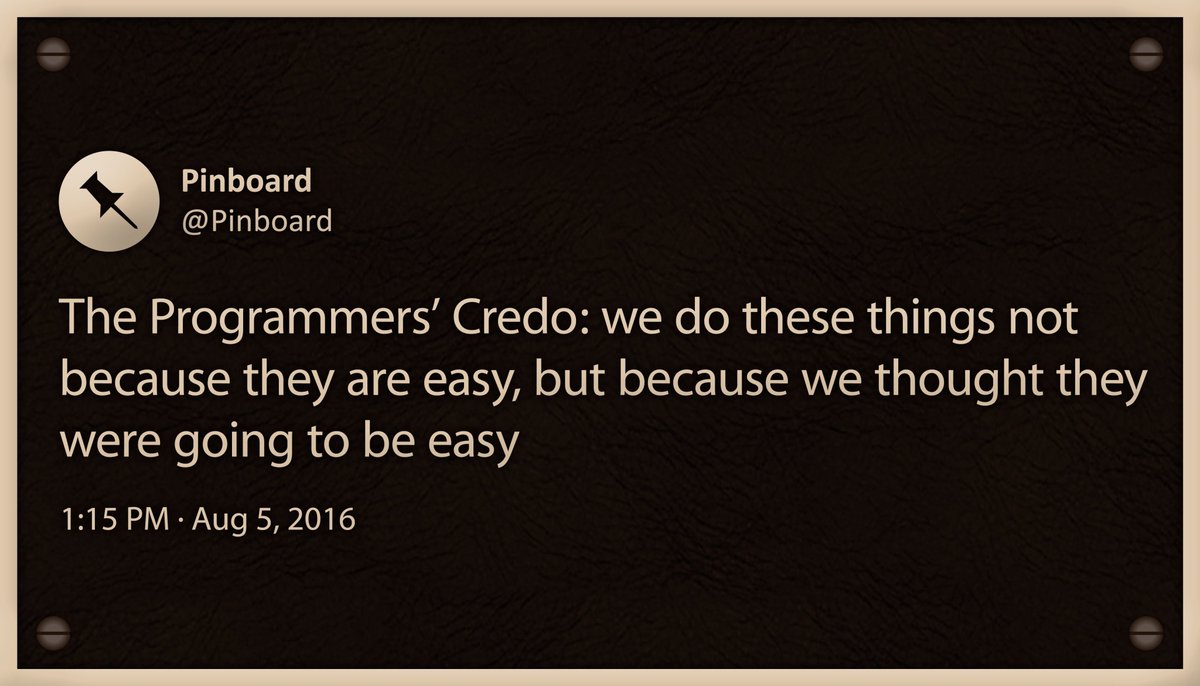 Pinboard
@Pinboard
The Programmers’ Credo: we do these things not
because they are easy, but because we thought they
were going to be easy
1:15 PM · Aug 5, 2016